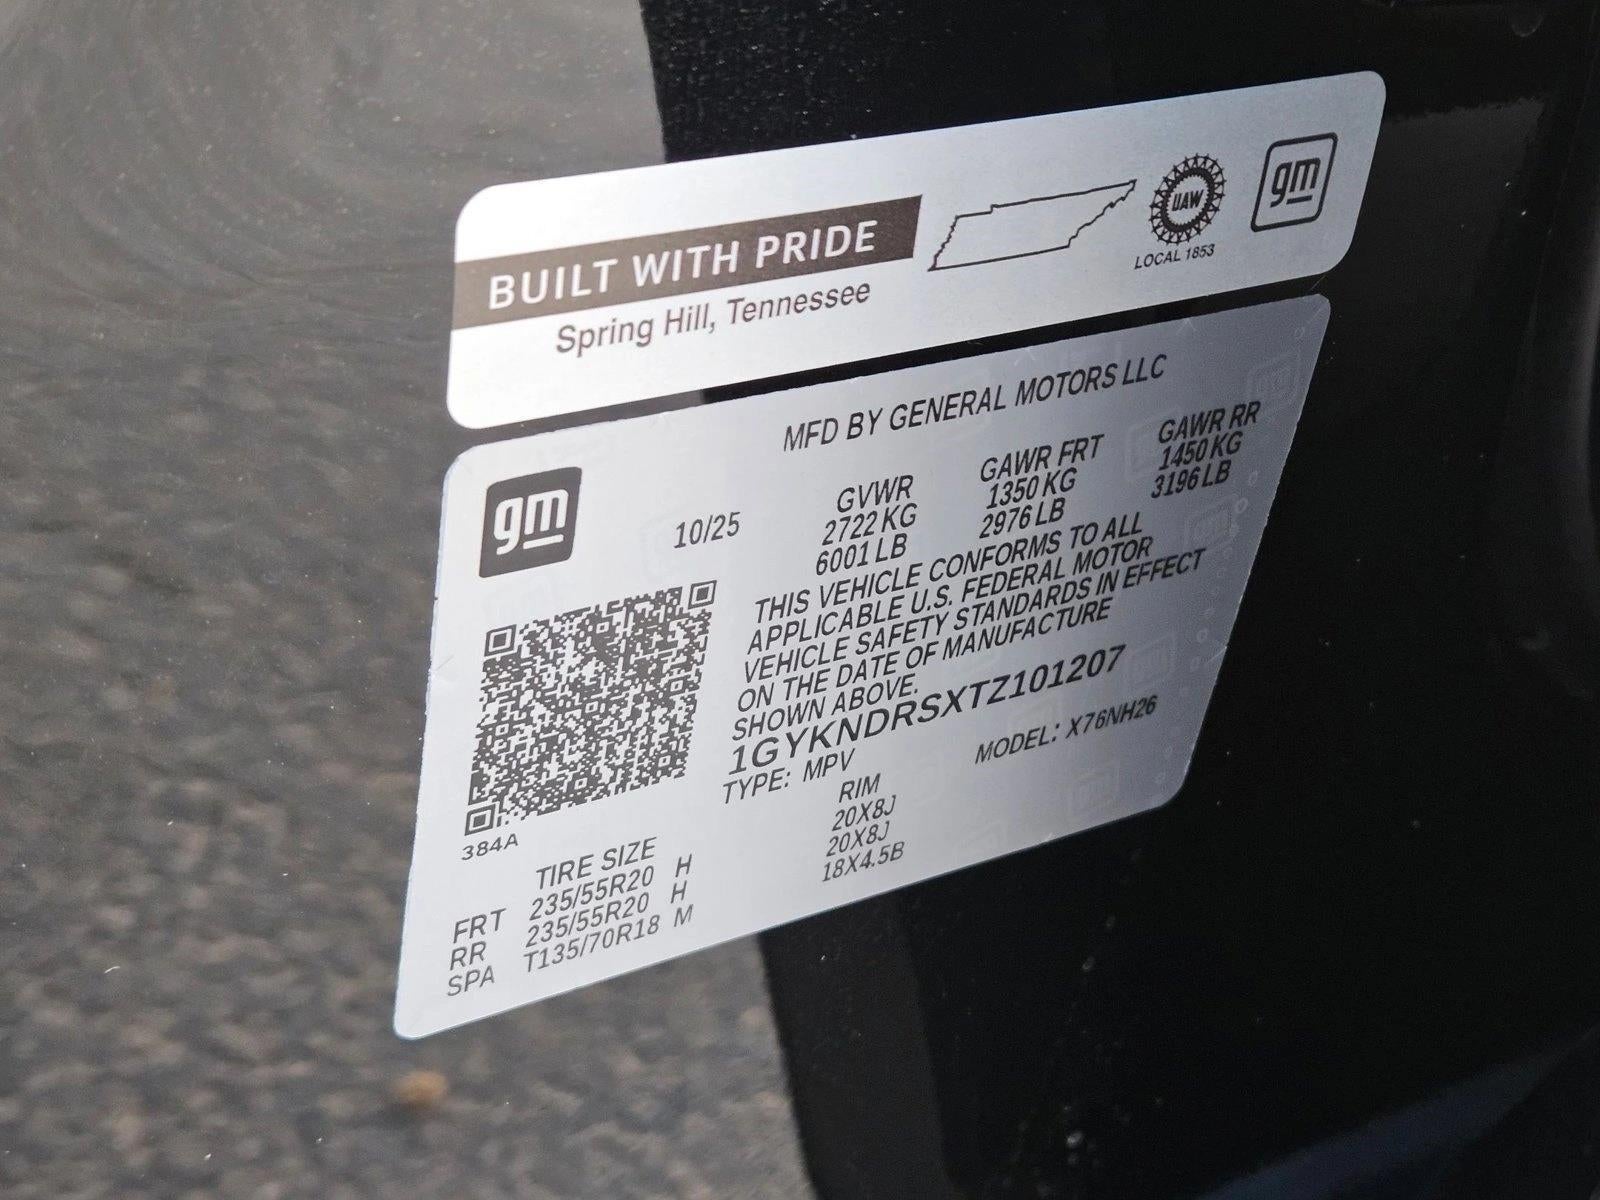 BUILT WITH PRIDE
Spring Hill, Tennessee
UAW
LOCAL 1853
gm
MFD BY GENERAL MOTORS LLC
gm
10/25
GVWR
2722 KG
6001 LB
GAWR FRT
1350 KG
2976 LB
GAWR RR
1450 KG
3196 LB
THIS VEHICLE CONFORMS TO ALL
APPLICABLE U.S. FEDERAL MOTOR
VEHICLE SAFETY STANDARDS IN EFFECT
ON THE DATE OF MANUFACTURE
SHOWN ABOVE.
1GYKNDRSXTZ101207
TYPE: MPV
MODEL: X76NH26
384A
TIRE SIZE
RIM
FRT 235/55R20 H 20X8J
RR 235/55R20 H 20X8J
SPA T135/70R18 M 18X4.5B